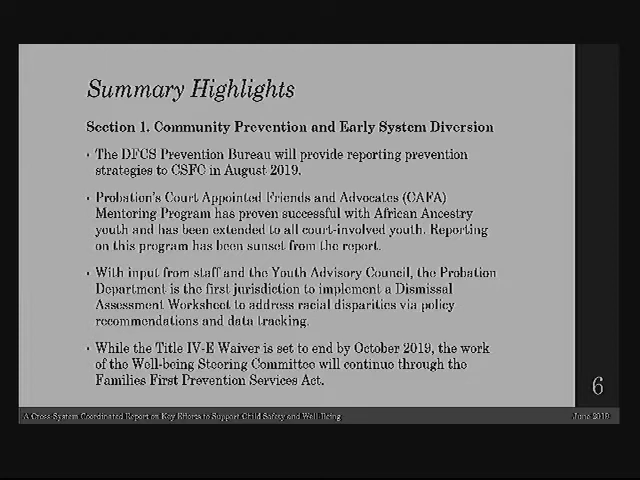 Summary Highlights
Section 1. Community Prevention and Early System Diversion
• The DFCS Prevention Bureau will provide reporting prevention
strategies to CSFC in August 2019.
• Probation's Court Appointed Friends and Advocates (CAFA)
Mentoring Program has proven successful with African Ancestry
youth and has been extended to all court-involved youth. Reporting
on this program has been sunset from the report.
• With input from staff and the Youth Advisory Council, the Probation
Department is the first jurisdiction to implement a Dismissal
Assessment Worksheet to address racial disparities via policy
recommendations and data tracking.
• While the Title IV-E Waiver is set to end by October 2019, the work
of the Well-being Steering Committee will continue through the
Families First Prevention Services Act.
6
A Cross-System Coordinated Report on Key Efforts to Support Child Safety and Well-Being
June 2019